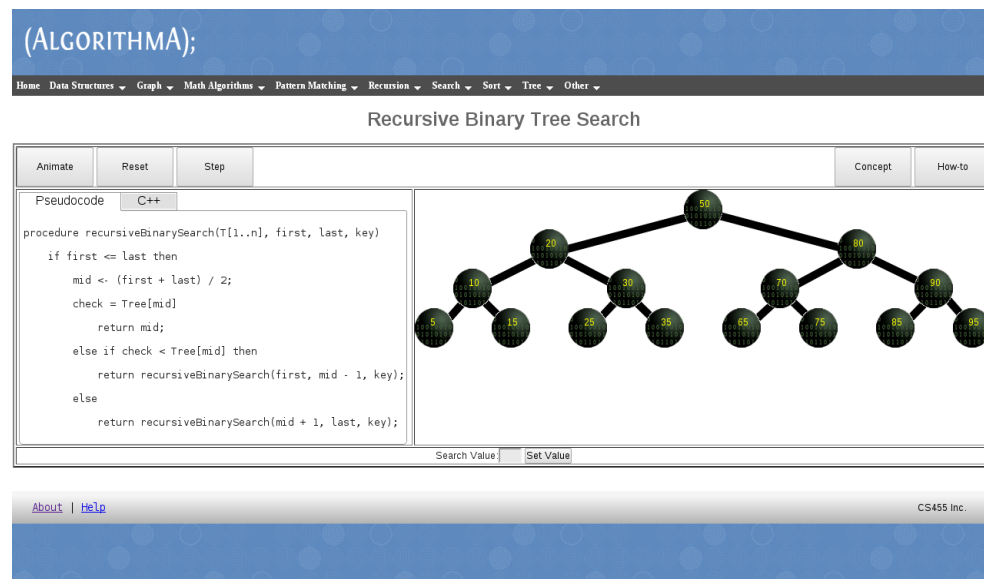 (ALGORITHMA);
Home Data Structures Graph Math Algorithms Pattern Matching Recursion Search Sort Tree Other
Recursive Binary Tree Search
Animate Reset Step Concept How-to
Pseudocode C++
procedure recursiveBinarySearch(T[1..n], first, last, key)
if first <= last then
mid <- (first + last) / 2;
check = Tree[mid]
return mid;
else if check < Tree[mid] then
return recursiveBinarySearch(first, mid - 1, key);
else
return recursiveBinarySearch(mid + 1, last, key);
50
20 80
10 30 70 90
5 15 25 35 65 75 85 95
Search Value: Set Value
About | Help CS455 Inc.